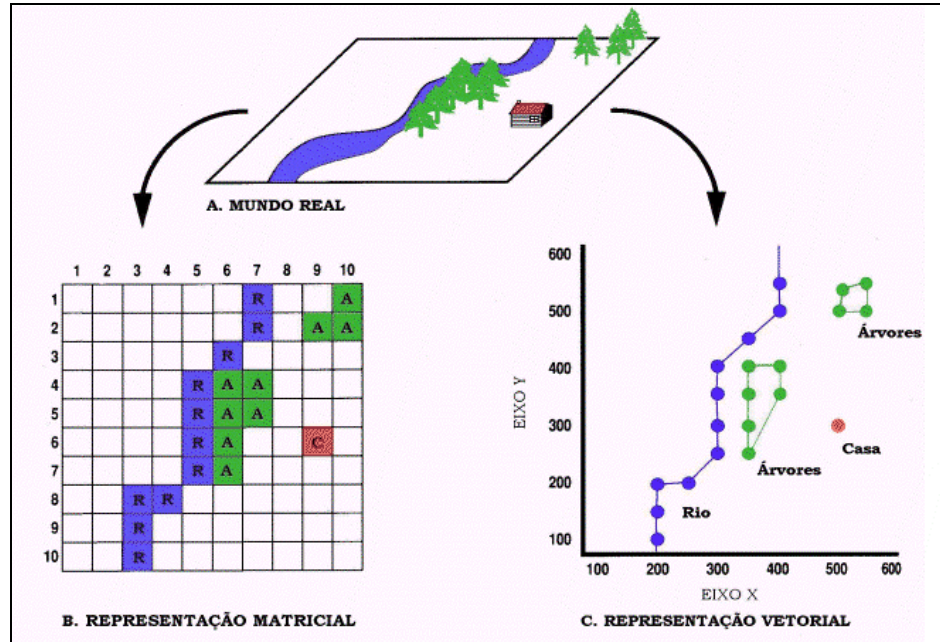 A. MUNDO REAL
1 2 3 4 5 6 7 8 9 10
1 R A
2 R A A
3 R
4 R A A
5 R A A
6 R A C
7 R A
8 R R
9 R
10 R
B. REPRESENTAÇÃO MATRICIAL
600
500
400
300
200
100
EIXO Y
Árvores
Casa
Árvores
Rio
100 200 300 400 500 600
EIXO X
C. REPRESENTAÇÃO VETORIAL